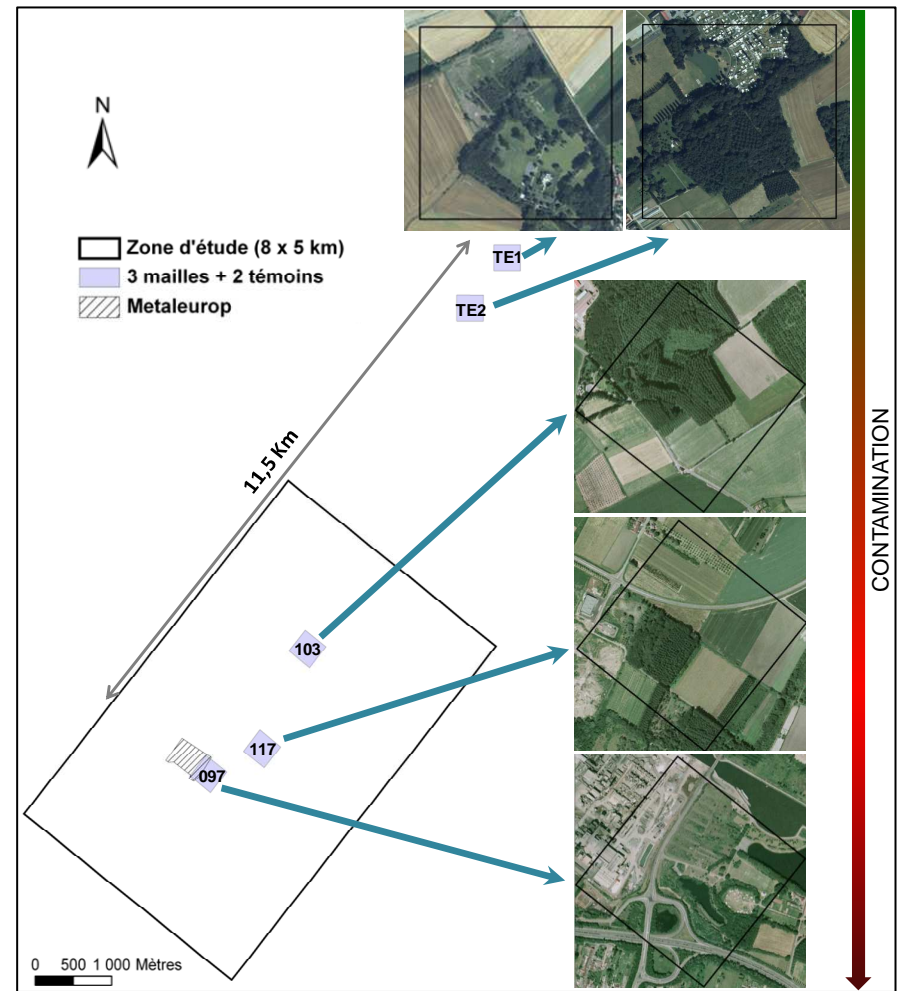 N
Zone d'étude (8 x 5 km)
3 mailles + 2 témoins
Metaleurop
TE1
TE2
11,5 Km
103
117
097
0 500 1 000 Mètres
CONTAMINATION